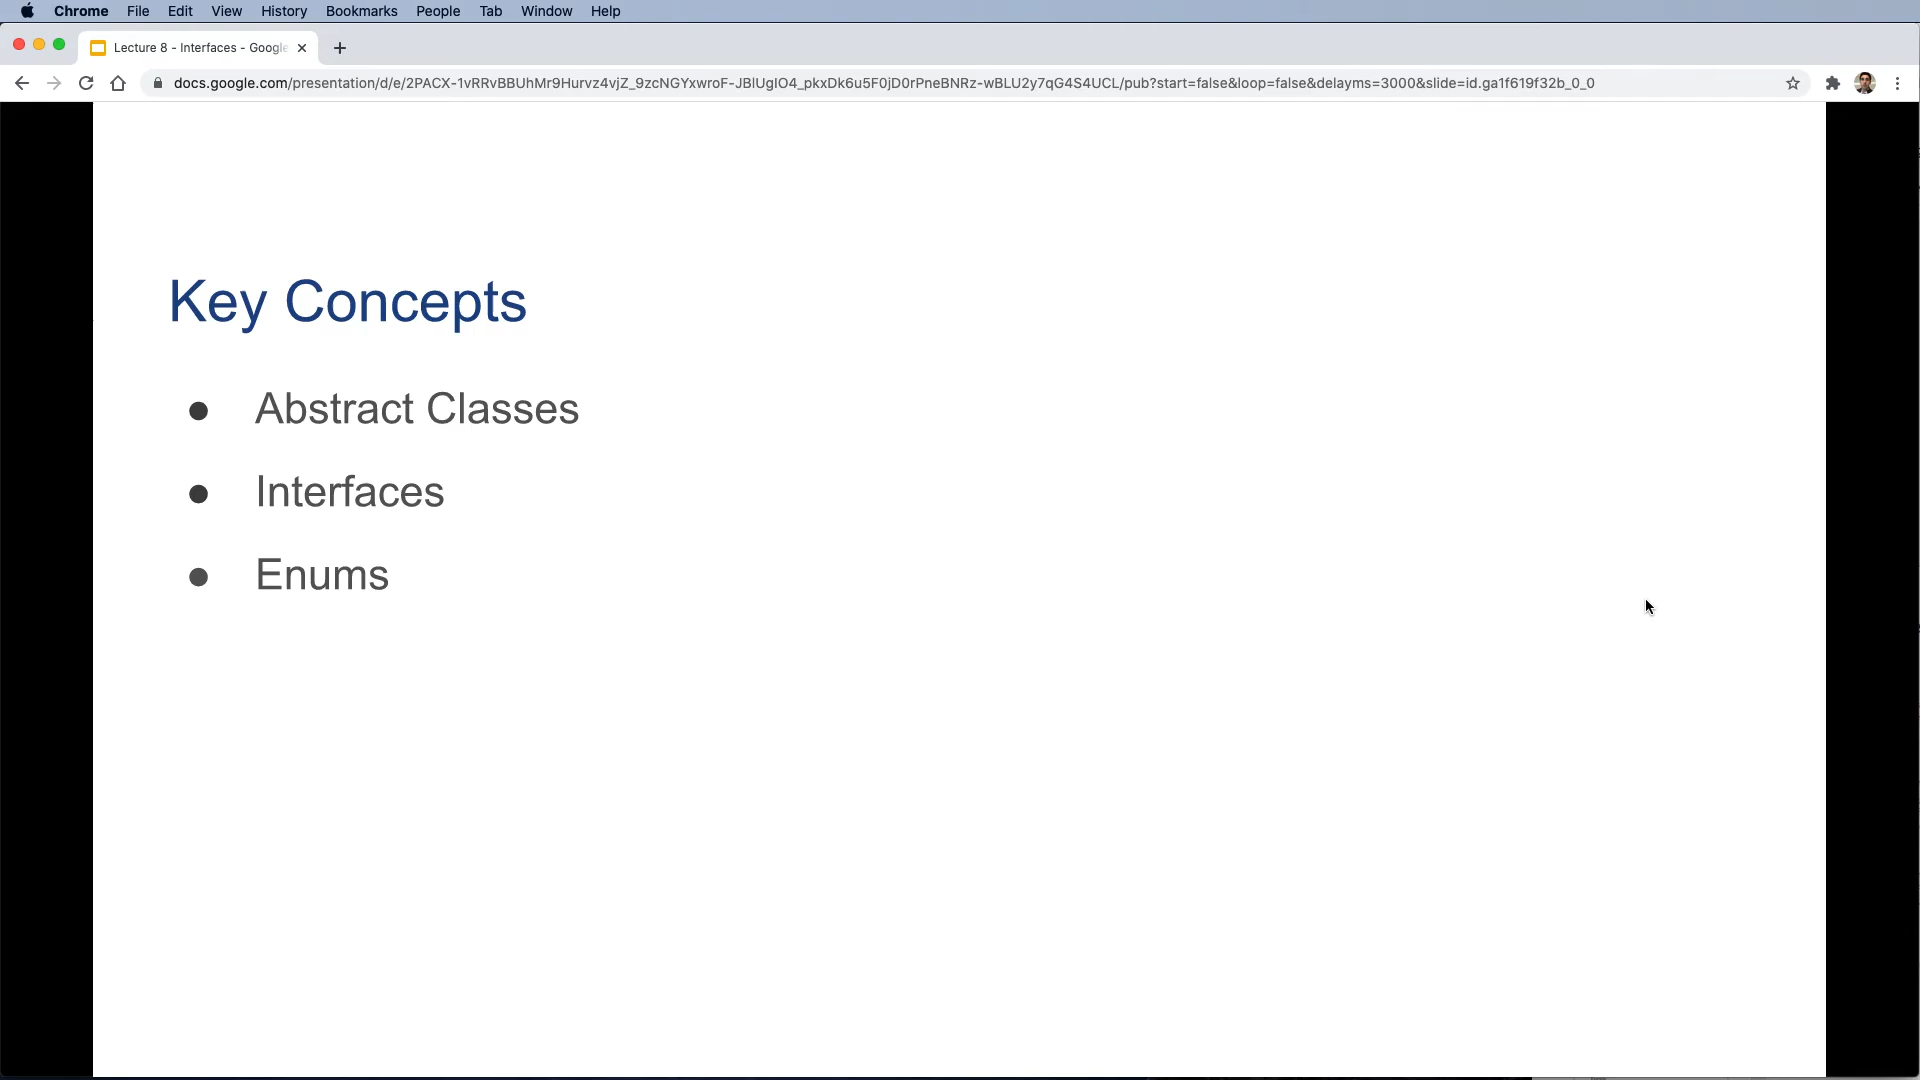 Chrome File Edit View History Bookmarks People Tab Window Help
Lecture 8 - Interfaces - Google
docs.google.com/presentation/d/e/2PACX-1vRRvBBUhMr9Hurvz4vjZ_9zcNGYxwroF-JBlUgIO4_pkxDk6u5F0jD0rPneBNRz-wBLU2y7qG4S4UCL/pub?start=false&loop=false&delayms=3000&slide=id.ga1f619f32b_0_0
Key Concepts
● Abstract Classes
● Interfaces
● Enums